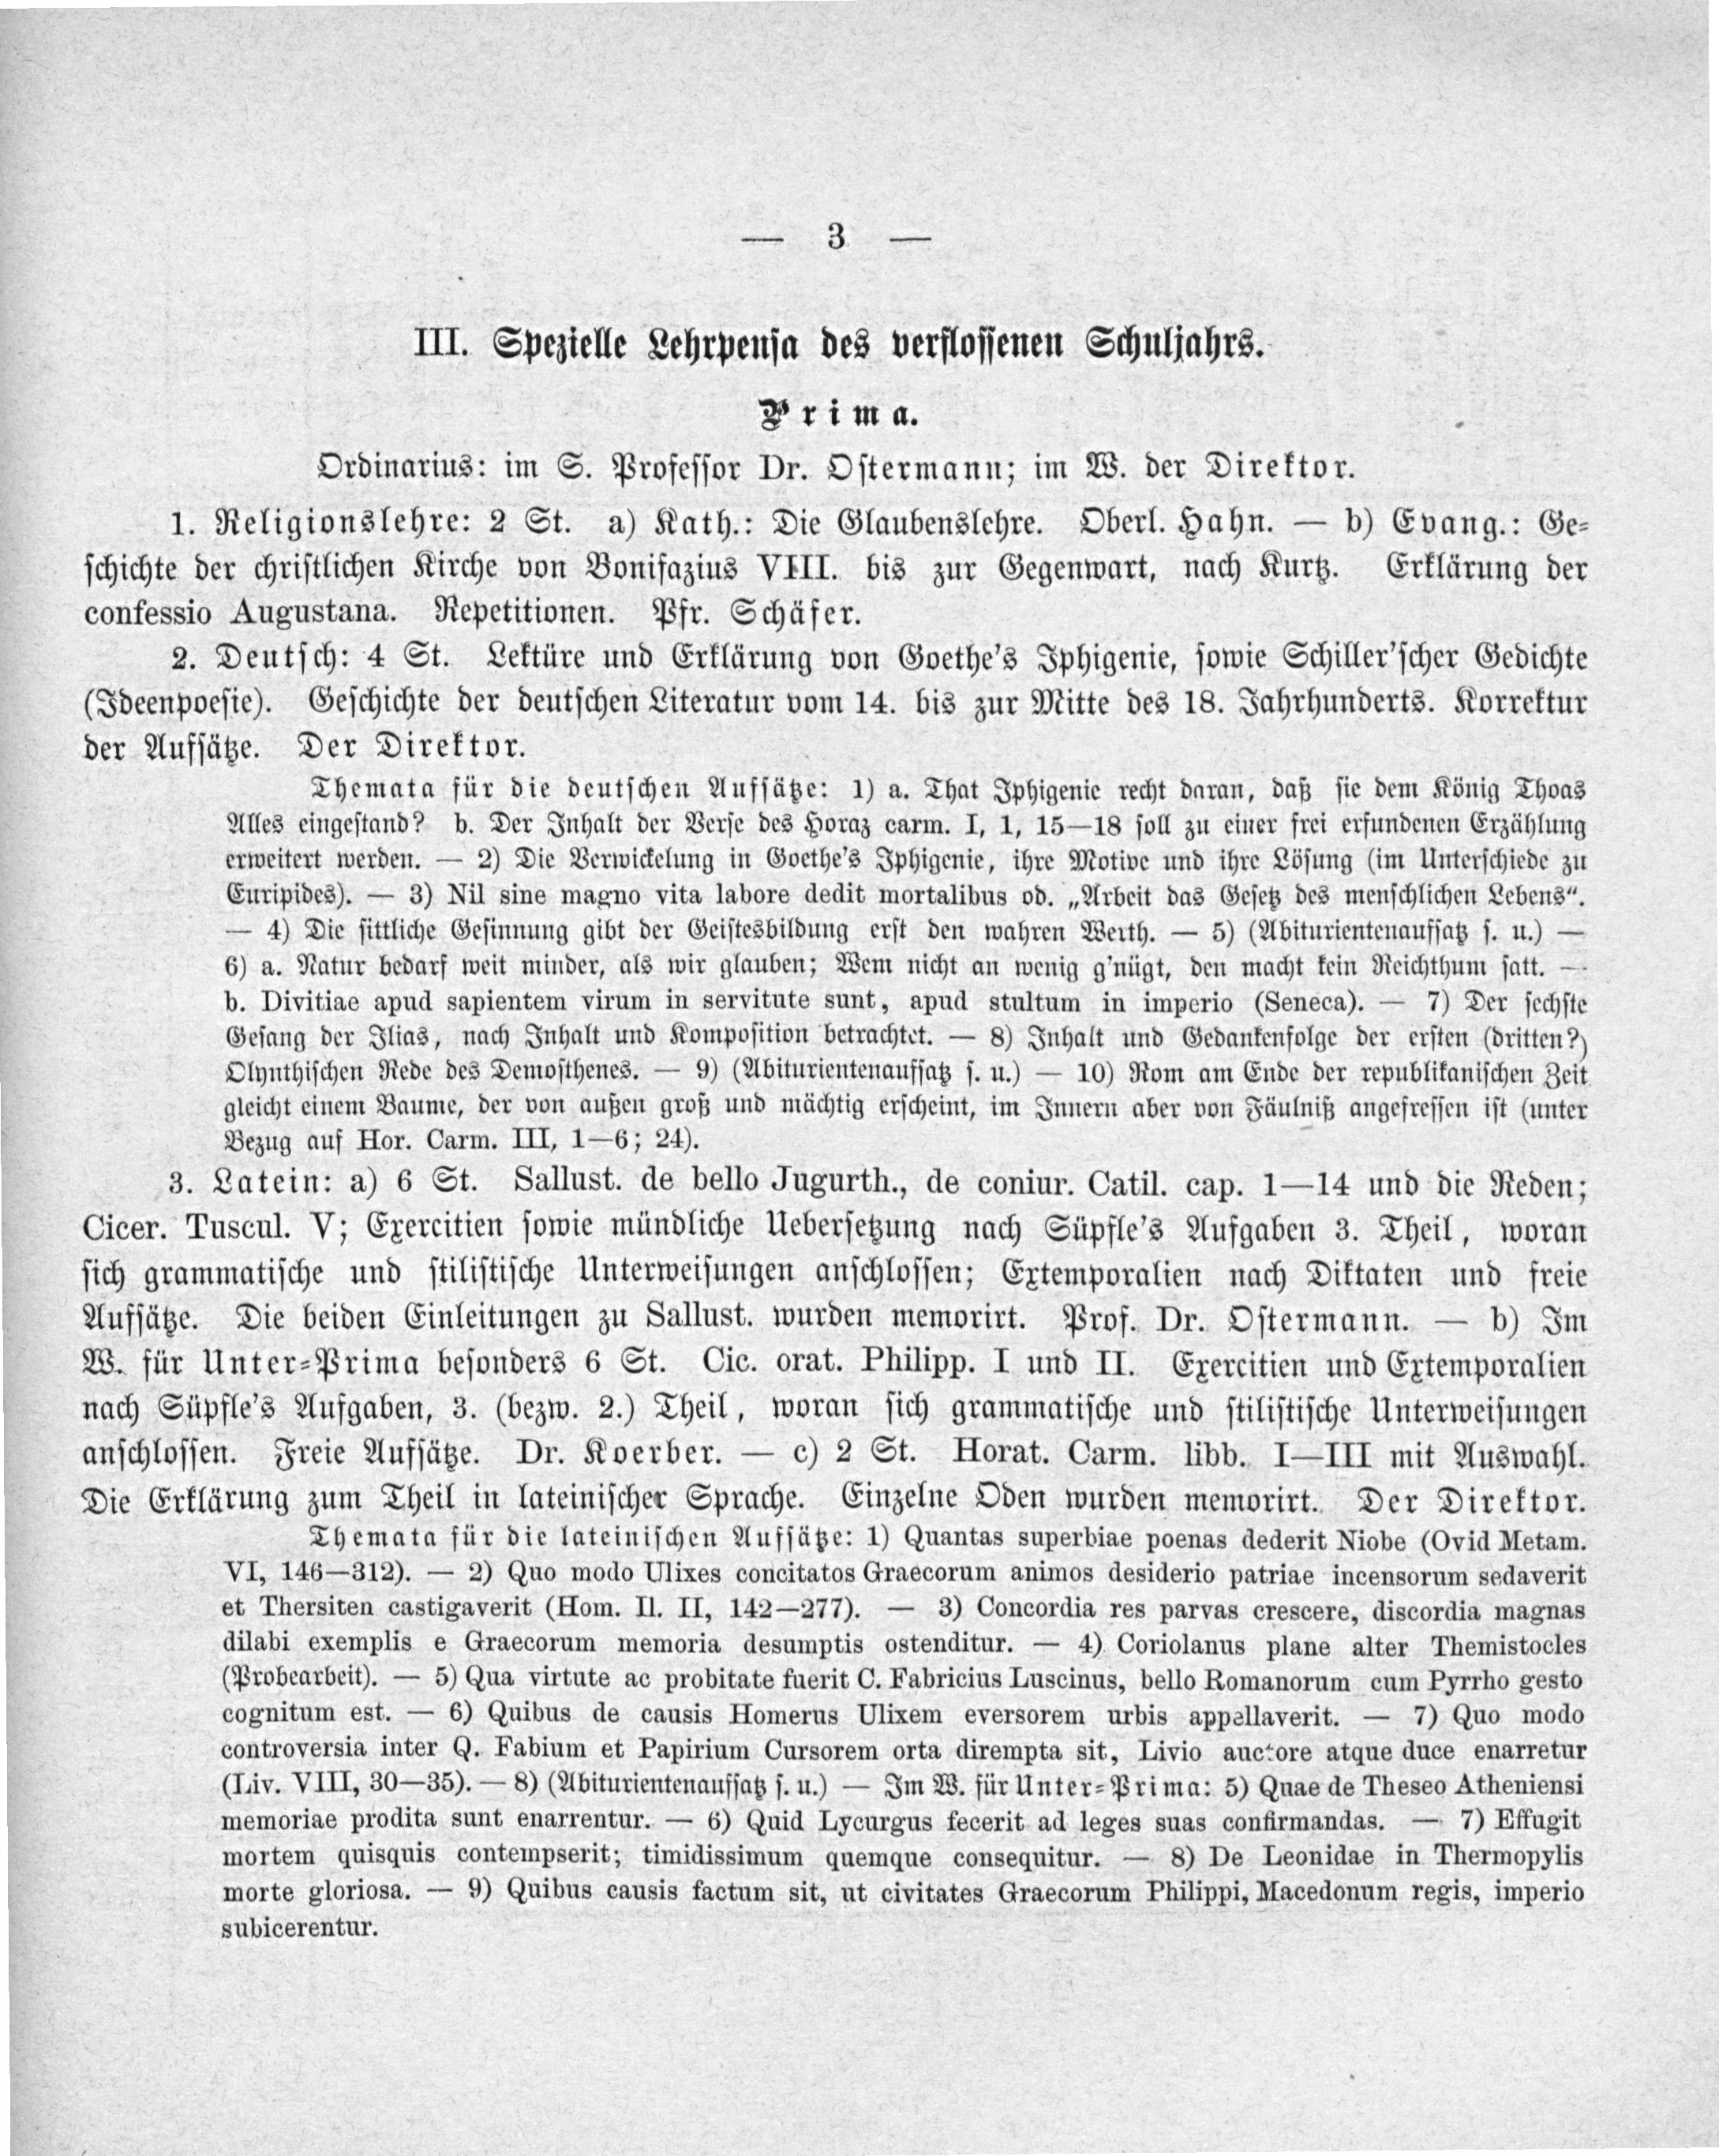 — 3 —
III. Spezielle Lehrpensa des verflossenen Schuljahrs.
Prima.
Ordinarius: im S. Professor Dr. Ostermann; im W. der Direktor.
1. Religionslehre: 2 St. a) Kath.: Die Glaubenslehre. Oberl. Hahn. — b) Evang.: Ge-
schichte der christlichen Kirche von Bonifazius VIII. bis zur Gegenwart, nach Kurtz. Erklärung der
confessio Augustana. Repetitionen. Pfr. Schäfer.
2. Deutsch: 4 St. Lektüre und Erklärung von Goethe's Iphigenie, sowie Schiller'scher Gedichte
(Ideenpoesie). Geschichte der deutschen Literatur vom 14. bis zur Mitte des 18. Jahrhunderts. Korrektur
der Aufsätze. Der Direktor.
Themata für die deutschen Aufsätze: 1) a. That Iphigenie recht daran, daß sie dem König Thoas
Alles eingestand? b. Der Inhalt der Verse des Horaz carm. I, 1, 15—18 soll zu einer frei erfundenen Erzählung
erweitert werden. — 2) Die Verwickelung in Goethe's Iphigenie, ihre Motive und ihre Lösung (im Unterschiede zu
Euripides). — 3) Nil sine magno vita labore dedit mortalibus od. „Arbeit das Gesetz des menschlichen Lebens".
— 4) Die sittliche Gesinnung gibt der Geistesbildung erst den wahren Werth. — 5) (Abiturientenaufsatz s. u.) —
6) a. Natur bedarf weit minder, als wir glauben; Wem nicht an wenig g'nügt, den macht kein Reichthum satt. —
b. Divitiae apud sapientem virum in servitute sunt, apud stultum in imperio (Seneca). — 7) Der sechste
Gesang der Ilias, nach Inhalt und Komposition betrachtet. — 8) Inhalt und Gedankenfolge der ersten (dritten?)
Olynthischen Rede des Demosthenes. — 9) (Abiturientenaufsatz s. u.) — 10) Rom am Ende der republikanischen Zeit
gleicht einem Baume, der von außen groß und mächtig erscheint, im Innern aber von Fäulniß angefressen ist (unter
Bezug auf Hor. Carm. III, 1—6; 24).
3. Latein: a) 6 St. Sallust. de bello Jugurth., de coniur. Catil. cap. 1—14 und die Reden;
Cicer. Tuscul. V; Exercitien sowie mündliche Uebersetzung nach Süpfle's Aufgaben 3. Theil, woran
sich grammatische und stilistische Unterweisungen anschlossen; Extemporalien nach Diktaten und freie
Aufsätze. Die beiden Einleitungen zu Sallust. wurden memorirt. Prof. Dr. Ostermann. — b) Im
W. für Unter-Prima besonders 6 St. Cic. orat. Philipp. I und II. Exercitien und Extemporalien
nach Süpfle's Aufgaben, 3. (bezw. 2.) Theil, woran sich grammatische und stilistische Unterweisungen
anschlossen. Freie Aufsätze. Dr. Koerber. — c) 2 St. Horat. Carm. libb. I—III mit Auswahl.
Die Erklärung zum Theil in lateinischer Sprache. Einzelne Oden wurden memorirt. Der Direktor.
Themata für die lateinischen Aufsätze: 1) Quantas superbiae poenas dederit Niobe (Ovid Metam.
VI, 146—312). — 2) Quo modo Ulixes concitatos Graecorum animos desiderio patriae incensorum sedaverit
et Thersiten castigaverit (Hom. Il. II, 142—277). — 3) Concordia res parvas crescere, discordia magnas
dilabi exemplis e Graecorum memoria desumptis ostenditur. — 4) Coriolanus plane alter Themistocles
(Probearbeit). — 5) Qua virtute ac probitate fuerit C. Fabricius Luscinus, bello Romanorum cum Pyrrho gesto
cognitum est. — 6) Quibus de causis Homerus Ulixem eversorem urbis appellaverit. — 7) Quo modo
controversia inter Q. Fabium et Papirium Cursorem orta dirempta sit, Livio auctore atque duce enarretur
(Liv. VIII, 30—35). — 8) (Abiturientenaufsatz s. u.) — Im W. für Unter-Prima: 5) Quae de Theseo Atheniensi
memoriae prodita sunt enarrentur. — 6) Quid Lycurgus fecerit ad leges suas confirmandas. — 7) Effugit
mortem quisquis contempserit; timidissimum quemque consequitur. — 8) De Leonidae in Thermopylis
morte gloriosa. — 9) Quibus causis factum sit, ut civitates Graecorum Philippi, Macedonum regis, imperio
subicerentur.